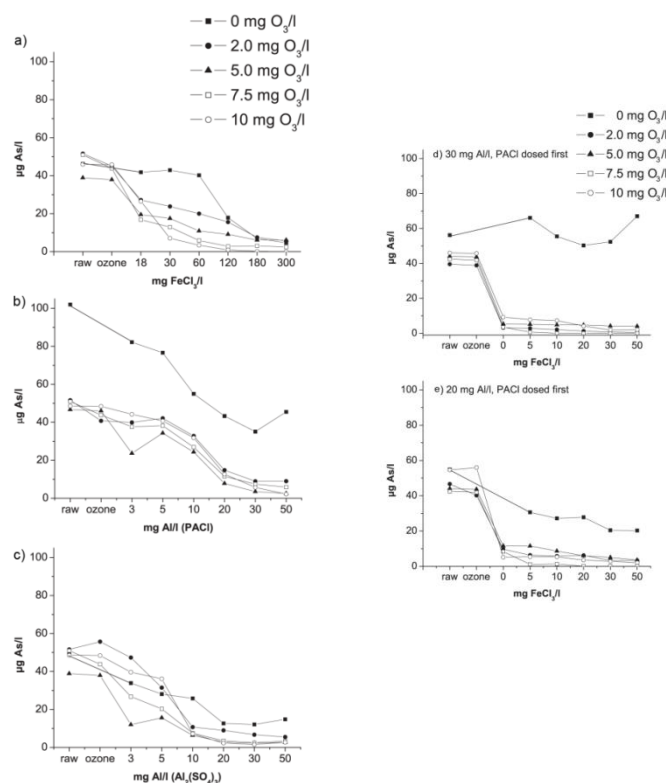 a)
0 mg O₃/l
2.0 mg O₃/l
5.0 mg O₃/l
7.5 mg O₃/l
10 mg O₃/l
100
80
60
40
20
0
µg As/l
raw ozone 18 30 60 120 180 300
mg FeCl₃/l
b)
100
80
60
40
20
0
µg As/l
raw ozone 3 5 10 20 30 50
mg Al/l (PACl)
c)
100
80
60
40
20
0
µg As/l
raw ozone 3 5 10 20 30 50
mg Al/l (Al₂(SO₄)₃)
0 mg O₃/l
2.0 mg O₃/l
5.0 mg O₃/l
7.5 mg O₃/l
10 mg O₃/l
d) 30 mg Al/l, PACl dosed first
100
80
60
40
20
0
µg As/l
raw ozone 0 5 10 20 30 50
mg FeCl₃/l
e) 20 mg Al/l, PACl dosed first
100
80
60
40
20
0
µg As/l
raw ozone 0 5 10 20 30 50
mg FeCl₃/l